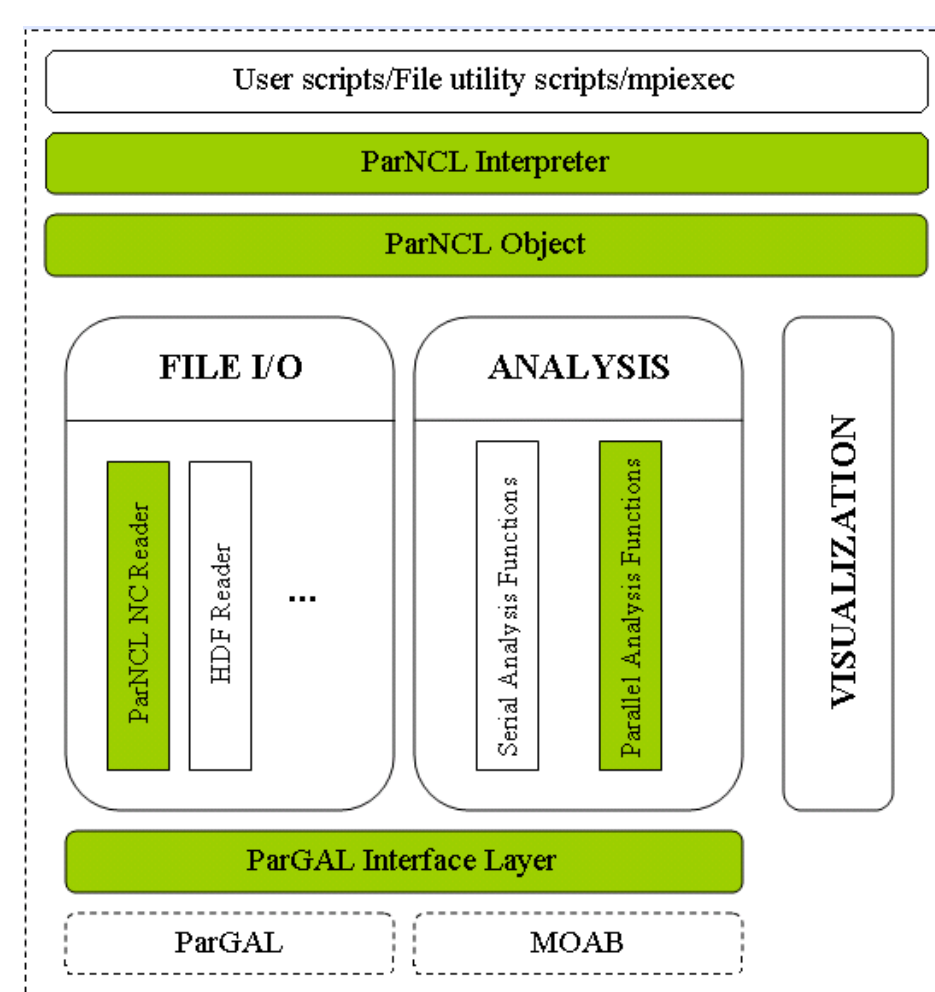 User scripts/File utility scripts/mpiexec
ParNCL Interpreter
ParNCL Object
FILE I/O
ParNCL NC Reader
HDF Reader
...
ANALYSIS
Serial Analysis Functions
Parallel Analysis Functions
VISUALIZATION
ParGAL Interface Layer
ParGAL
MOAB